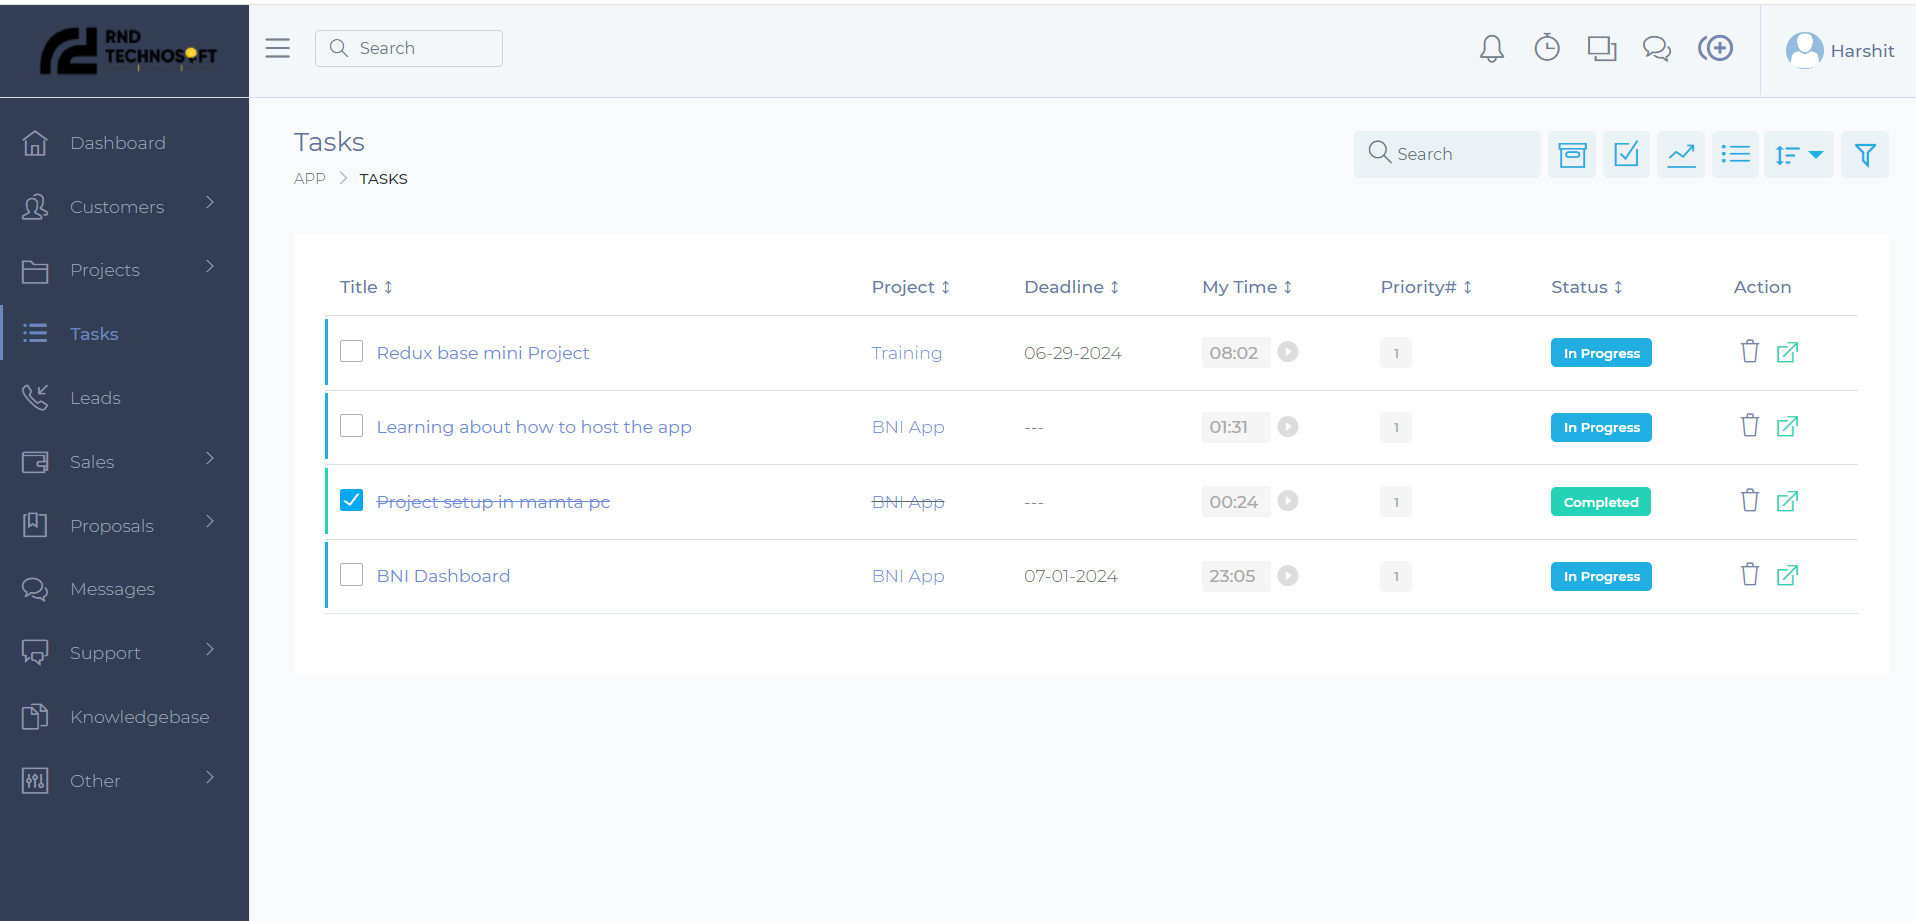 RND
TECHNOSOFT
Search
Harshit
Dashboard
Customers
Projects
Tasks
Leads
Sales
Proposals
Messages
Support
Knowledgebase
Other
Tasks
APP > TASKS
Search
Title Project Deadline My Time Priority# Status Action
Redux base mini Project Training 06-29-2024 08:02 1 In Progress
Learning about how to host the app BNI App --- 01:31 1 In Progress
Project setup in mamta pc BNI App --- 00:24 1 Completed
BNI Dashboard BNI App 07-01-2024 23:05 1 In Progress